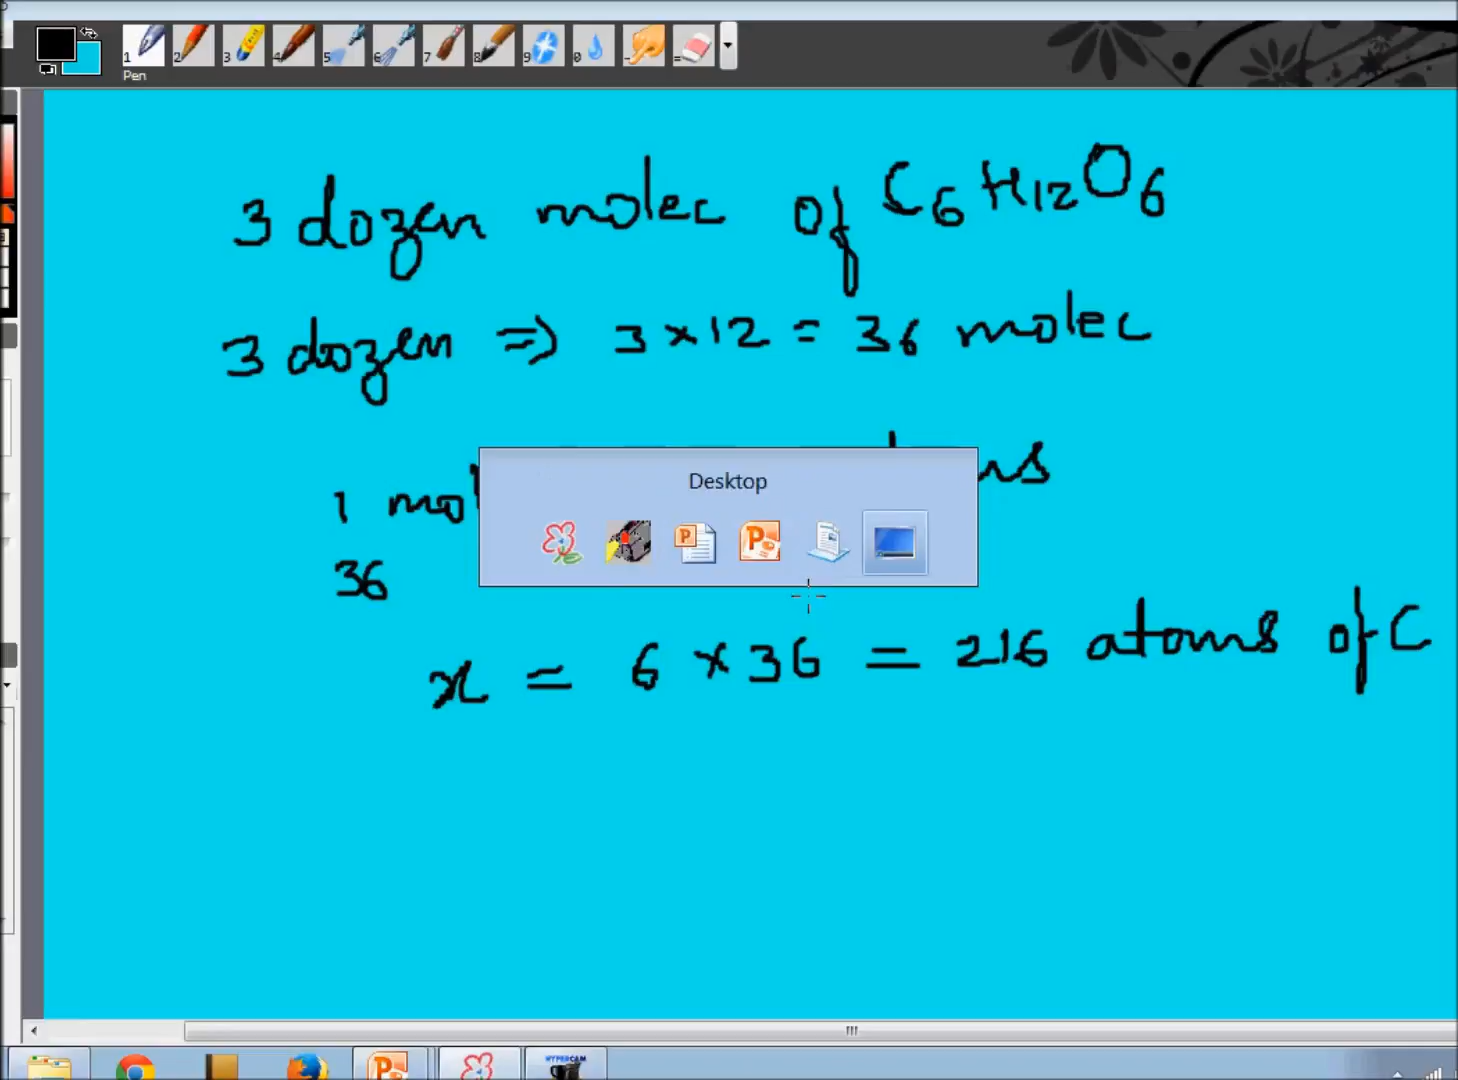 Pen
3 dozen molec of C6H12O6
3 dozen => 3 x 12 = 36 molec
Desktop
1
36
x = 6 x 36 = 216 atoms of C
HYPERCAM